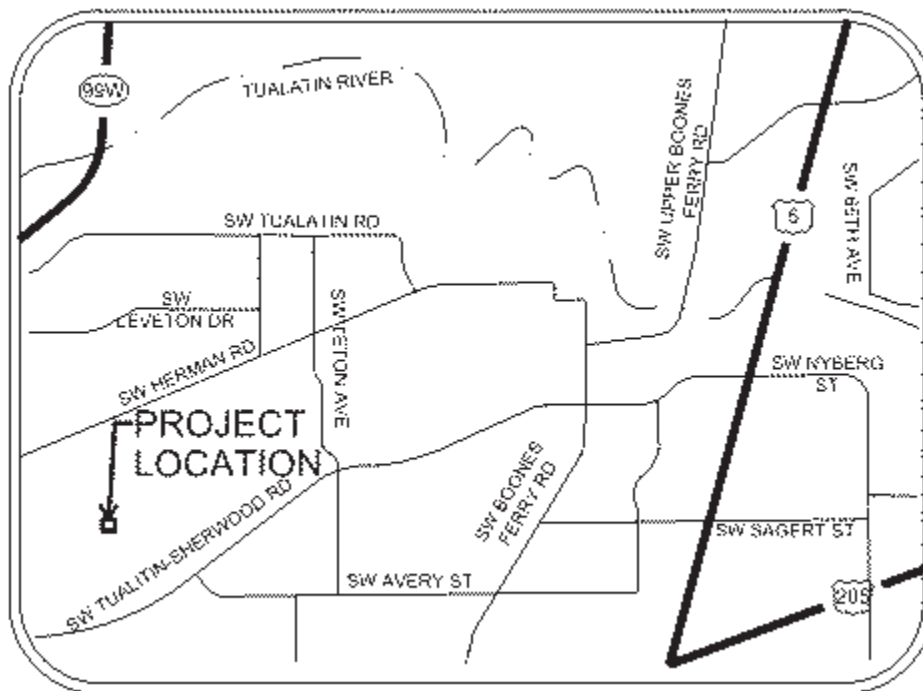 99W
TUALATIN RIVER
SW UPPER BOONES
FERRY RD
5
SW 65TH AVE
SW TUALATIN RD
SW
LEVETON DR
SW TETON AVE
SW HERMAN RD
SW NYBERG
ST
PROJECT
LOCATION
SW BOONES
FERRY RD
SW TUALITIN-SHERWOOD RD
SW SAGERT ST
SW AVERY ST
205